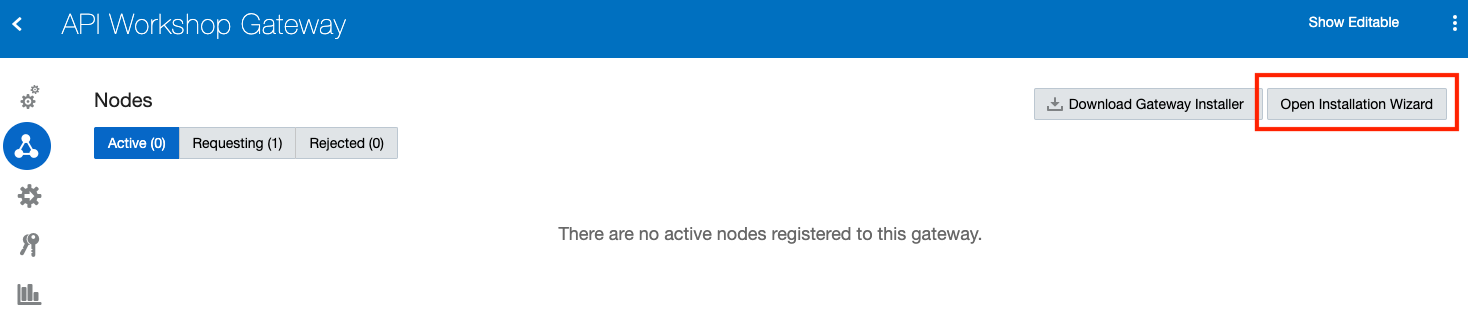 API Workshop Gateway
Show Editable
Nodes
Download Gateway Installer
Open Installation Wizard
Active (0)
Requesting (1)
Rejected (0)
There are no active nodes registered to this gateway.